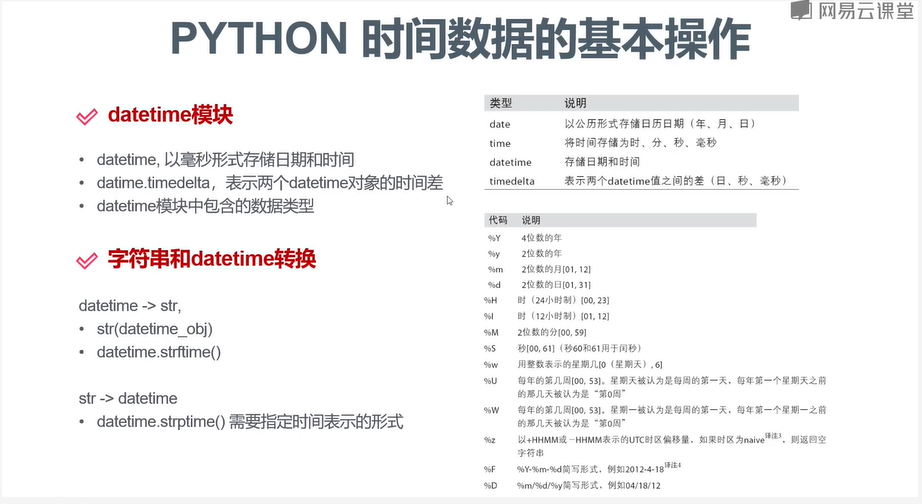 网易云课堂
PYTHON 时间数据的基本操作
datetime模块
• datetime, 以毫秒形式存储日期和时间
• datime.timedelta，表示两个datetime对象的时间差
• datetime模块中包含的数据类型
字符串和datetime转换
datetime -> str,
• str(datetime_obj)
• datetime.strftime()
str -> datetime
• datetime.strptime() 需要指定时间表示的形式
类型 说明
date 以公历形式存储日历日期（年、月、日）
time 将时间存储为时、分、秒、毫秒
datetime 存储日期和时间
timedelta 表示两个datetime值之间的差（日、秒、毫秒）
代码 说明
%Y 4位数的年
%y 2位数的年
%m 2位数的月[01, 12]
%d 2位数的日[01, 31]
%H 时（24小时制）[00, 23]
%I 时（12小时制）[01, 12]
%M 2位数的分[00, 59]
%S 秒[00, 61]（秒60和61用于闰秒）
%w 用整数表示的星期几[0（星期天）, 6]
%U 每年的第几周[00, 53]。星期天被认为是每周的第一天，每年第一个星期天之前
的那几天被认为是“第0周”
%W 每年的第几周[00, 53]。星期一被认为是每周的第一天，每年第一个星期一之前
的那几天被认为是“第0周”
%z 以+HHMM或－HHMM表示的UTC时区偏移量，如果时区为naive译注3，则返回空
字符串
%F %Y-%m-%d简写形式，例如2012-4-18译注4
%D %m/%d/%y简写形式，例如04/18/12